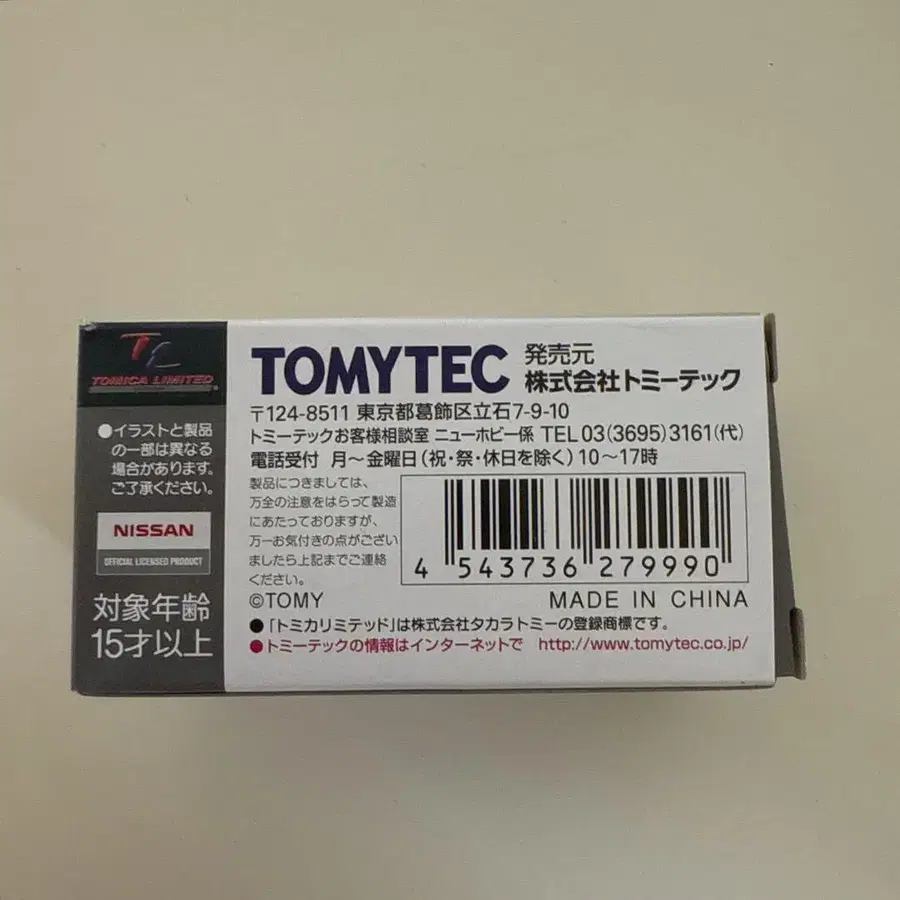 TC
TOMICA LIMITED
●イラストと製品
の一部は異なる
場合があります。
ご了承ください。
NISSAN
OFFICIAL LICENSED PRODUCT
対象年齢
15才以上
TOMYTEC
発売元
株式会社トミーテック
〒124-8511 東京都葛飾区立石7-9-10
トミーテックお客様相談室 ニューホビー係 TEL 03(3695)3161(代)
電話受付 月～金曜日(祝・祭・休日を除く)10～17時
製品につきましては、
万全の注意をはらって製造
にあたっておりますが、
万一お気付きの点がござい
ましたら上記までご連絡
ください。
4 543736 279990
©TOMY
MADE IN CHINA
●「トミカリミテッド」は株式会社タカラトミーの登録商標です。
●トミーテックの情報はインターネットで http://www.tomytec.co.jp/